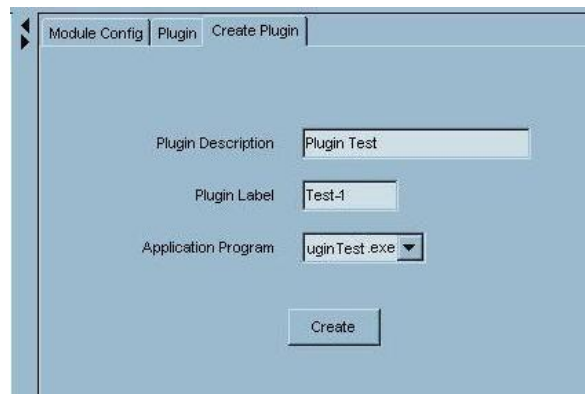 Module Config Plugin Create Plugin
Plugin Description Plugin Test
Plugin Label Test-1
Application Program uginTest.exe
Create